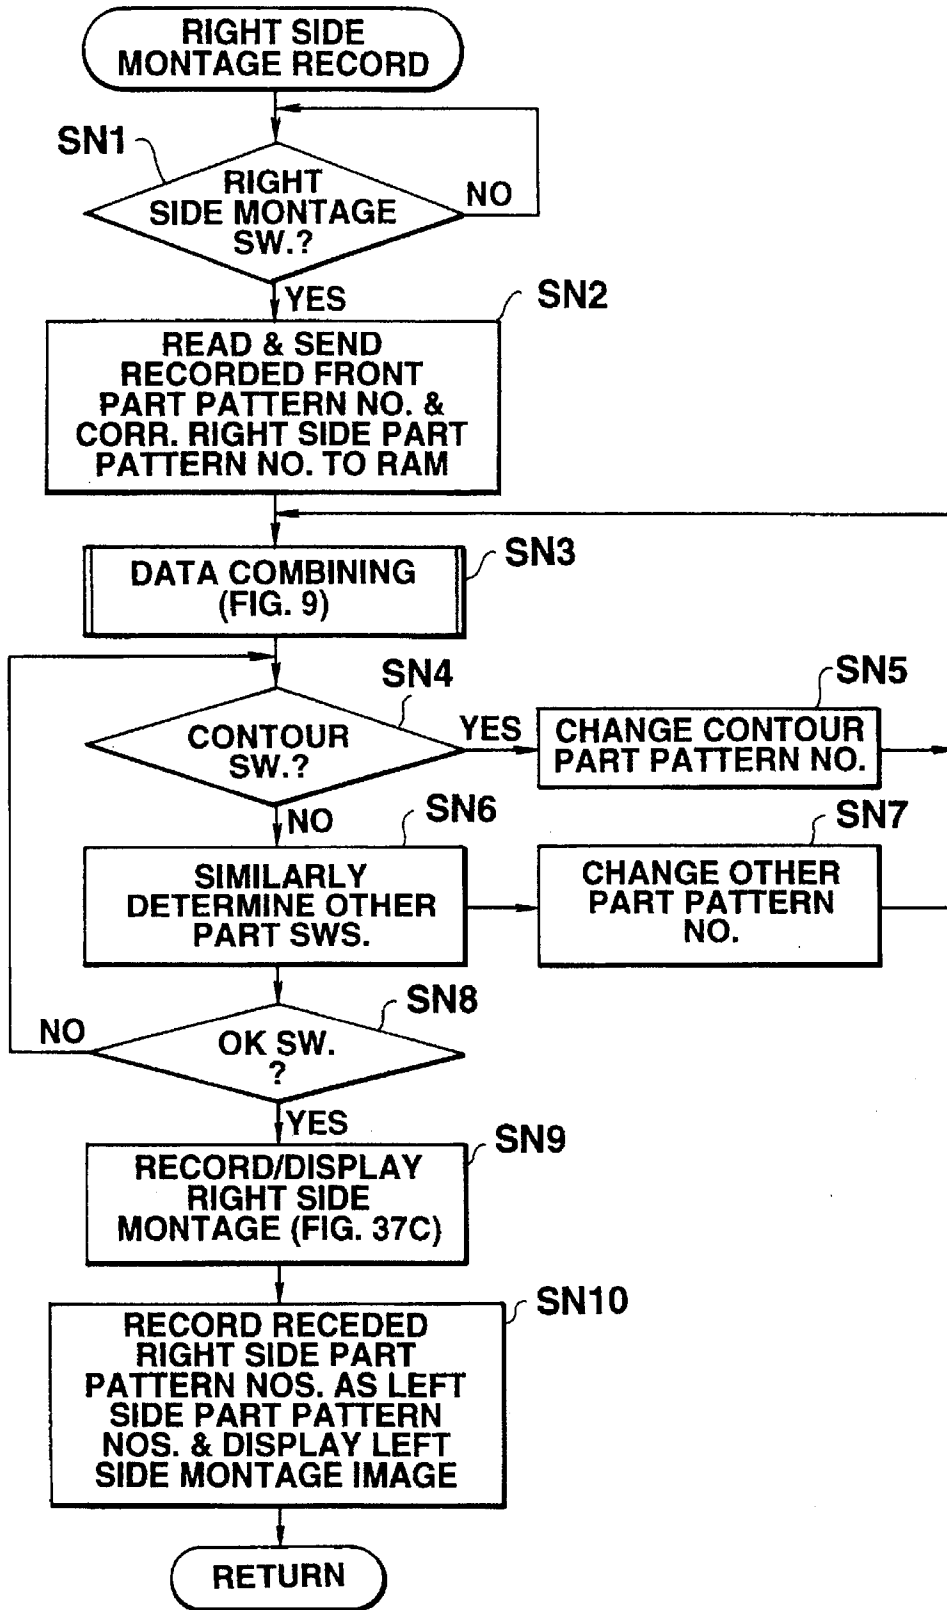 RIGHT SIDE
MONTAGE RECORD
SN1
RIGHT
SIDE MONTAGE
SW.?
NO
YES
SN2
READ & SEND
RECORDED FRONT
PART PATTERN NO. &
CORR. RIGHT SIDE PART
PATTERN NO. TO RAM
SN3
DATA COMBINING
(FIG. 9)
SN4
CONTOUR
SW.?
YES
SN5
CHANGE CONTOUR
PART PATTERN NO.
NO
SN6
SIMILARLY
DETERMINE OTHER
PART SWS.
SN7
CHANGE OTHER
PART PATTERN
NO.
SN8
OK SW.
?
NO
YES
SN9
RECORD/DISPLAY
RIGHT SIDE
MONTAGE (FIG. 37C)
SN10
RECORD RECEDED
RIGHT SIDE PART
PATTERN NOS. AS LEFT
SIDE PART PATTERN
NOS. & DISPLAY LEFT
SIDE MONTAGE IMAGE
RETURN